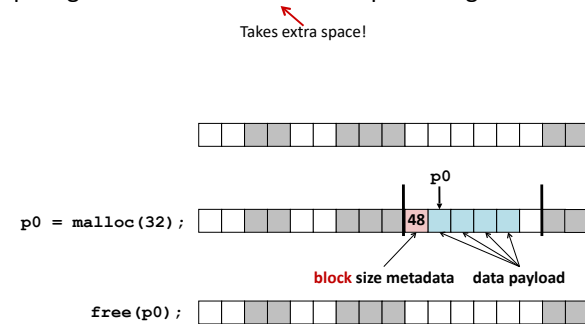 Takes extra space!
p0
p0 = malloc(32);
48
block size metadata data payload
free(p0);